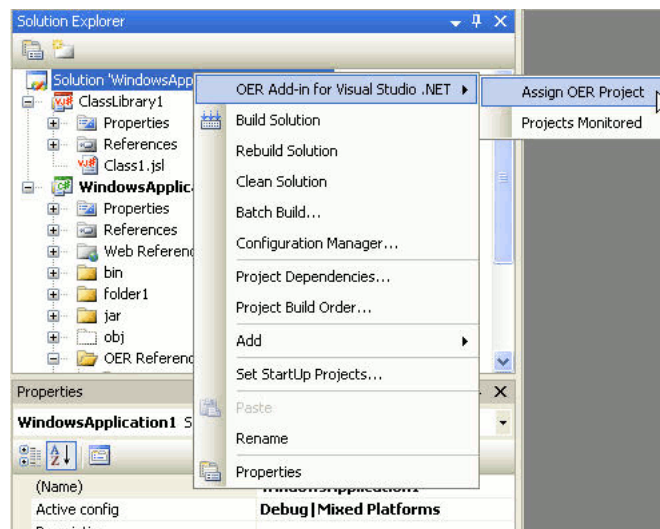 Solution Explorer
Solution 'WindowsApp
ClassLibrary1
Properties
References
Class1.jsl
WindowsApplic
Properties
References
Web Referenc
bin
folder1
jar
obj
OER Referenc
OER Add-in for Visual Studio .NET
Build Solution
Rebuild Solution
Clean Solution
Batch Build...
Configuration Manager...
Project Dependencies...
Project Build Order...
Add
Set StartUp Projects...
Paste
Rename
Properties
Assign OER Project
Projects Monitored
Properties
WindowsApplication1 S
(Name)
Active config Debug|Mixed Platforms